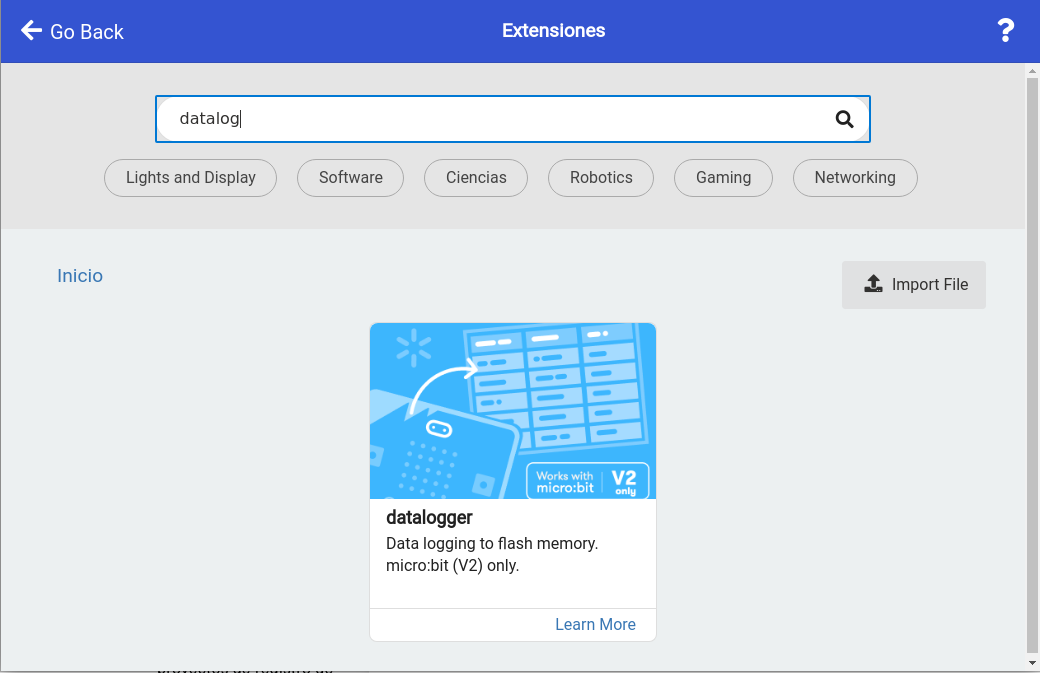 Go Back
Extensiones
?
datalog
Lights and Display
Software
Ciencias
Robotics
Gaming
Networking
Inicio
Import File
Works with
micro:bit
V2
only
datalogger
Data logging to flash memory.
micro:bit (V2) only.
Learn More